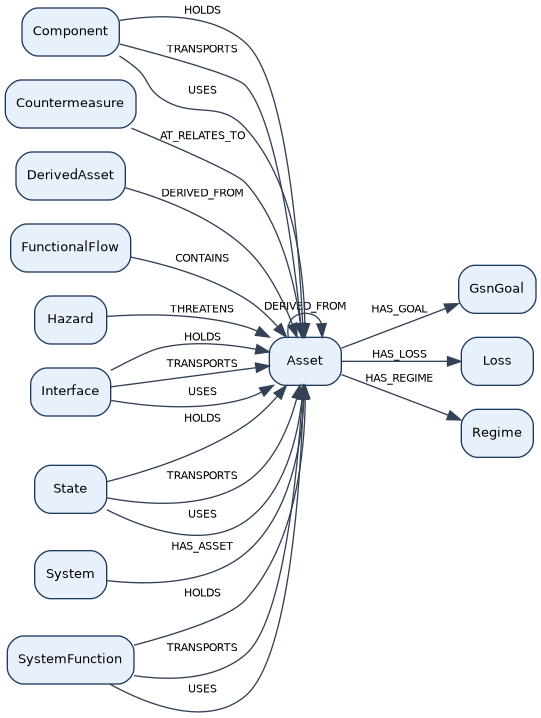 HOLDS
Component
TRANSPORTS
USES
Countermeasure
AT_RELATES_TO
DerivedAsset
DERIVED_FROM
FunctionalFlow
CONTAINS
Hazard
THREATENS
DERIVED_FROM
HOLDS
TRANSPORTS
Interface
USES
Asset
HAS_GOAL
GsnGoal
HAS_LOSS
Loss
HAS_REGIME
Regime
HOLDS
State
TRANSPORTS
USES
HAS_ASSET
System
HOLDS
SystemFunction
TRANSPORTS
USES